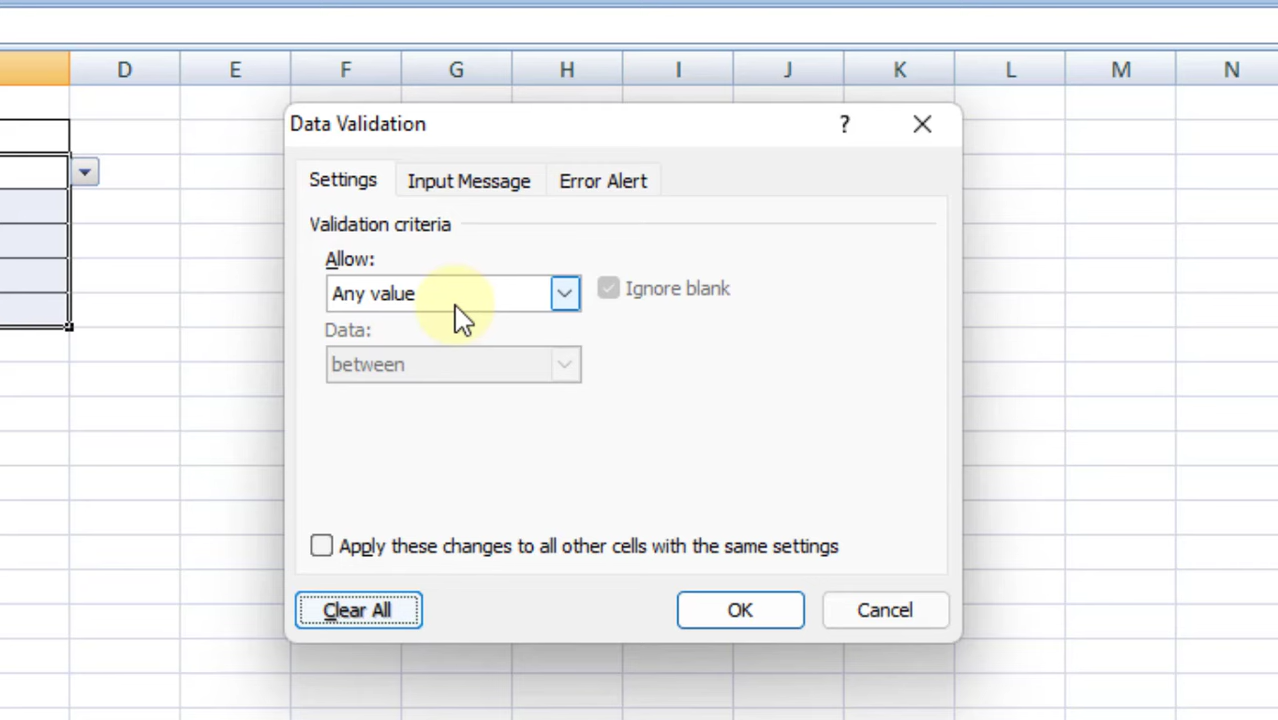 D E F G H I J K L M N
Data Validation ?
Settings Input Message Error Alert
Validation criteria
Allow:
Any value Ignore blank
Data:
between
Apply these changes to all other cells with the same settings
Clear All OK Cancel